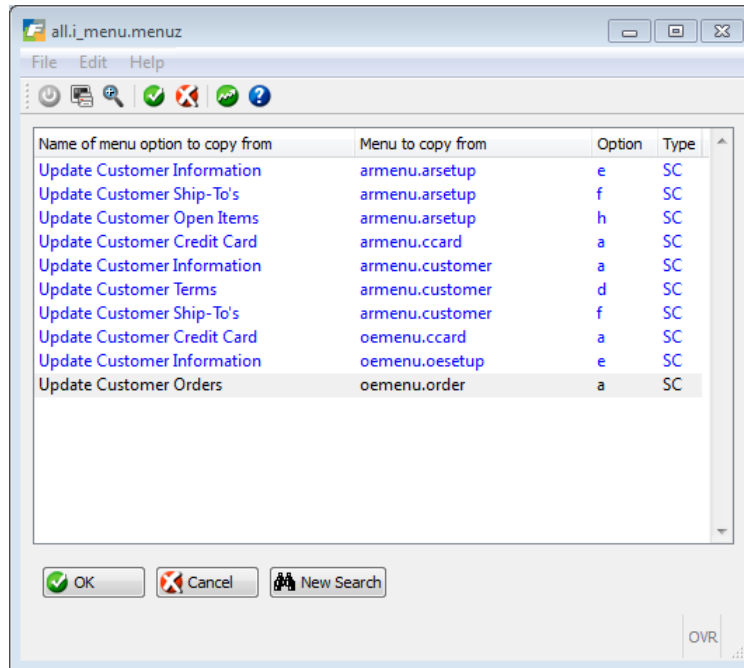 all.i_menu.menuz
File Edit Help
Name of menu option to copy from Menu to copy from Option Type
Update Customer Information armenu.arsetup e SC
Update Customer Ship-To's armenu.arsetup f SC
Update Customer Open Items armenu.arsetup h SC
Update Customer Credit Card armenu.ccard a SC
Update Customer Information armenu.customer a SC
Update Customer Terms armenu.customer d SC
Update Customer Ship-To's armenu.customer f SC
Update Customer Credit Card oemenu.ccard a SC
Update Customer Information oemenu.oesetup e SC
Update Customer Orders oemenu.order a SC
OK Cancel New Search
OVR